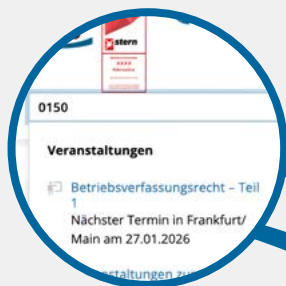 stern
0150
Veranstaltungen
Betriebsverfassungsrecht – Teil
1
Nächster Termin in Frankfurt/
Main am 27.01.2026